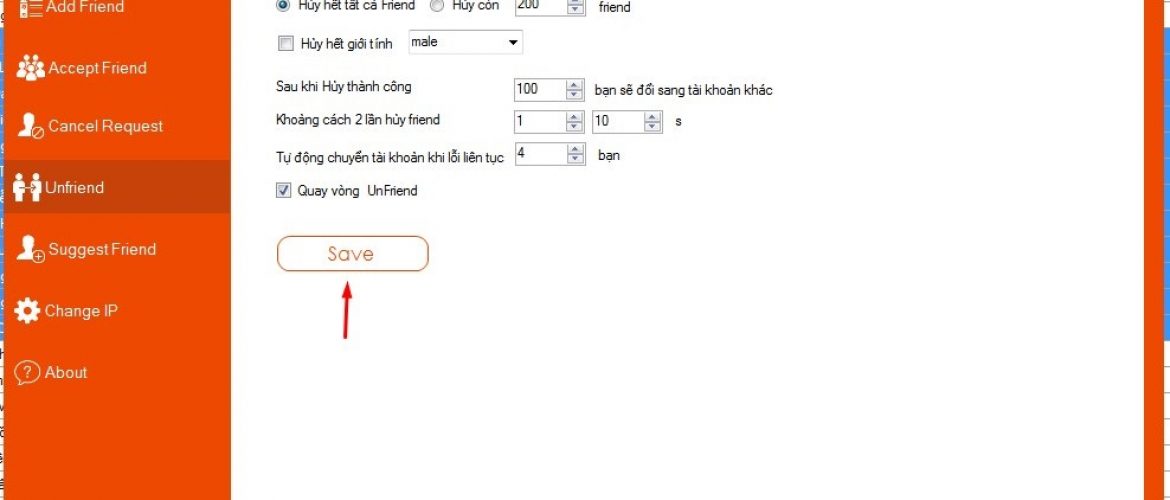 Add Friend
Hủy hết tất cả Friend Hủy còn 200 friend
Accept Friend
Hủy hết giới tính male
Sau khi Hủy thành công 100 bạn sẽ đổi sang tài khoản khác
Cancel Request
Khoảng cách 2 lần hủy friend 1 10 s
Tự động chuyển tài khoản khi lỗi liên tục 4 bạn
Unfriend
Quay vòng UnFriend
Suggest Friend
Save
Change IP
? About